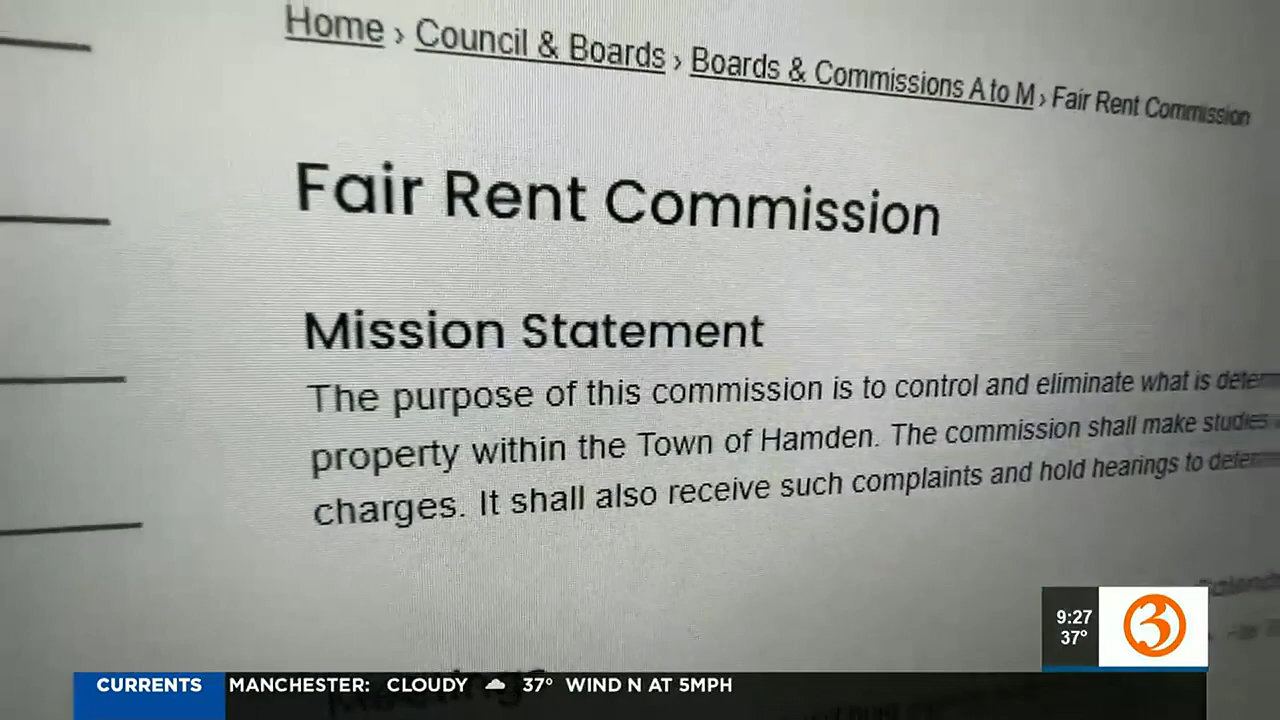 Home › Council & Boards › Boards & Commissions A to M › Fair Rent Commission
Fair Rent Commission
Mission Statement
The purpose of this commission is to control and eliminate what is
property within the Town of Hamden. The commission shall make studies
charges. It shall also receive such complaints and hold hearings to
9:27
37°
3
CURRENTS MANCHESTER: CLOUDY 37° WIND N AT 5MPH